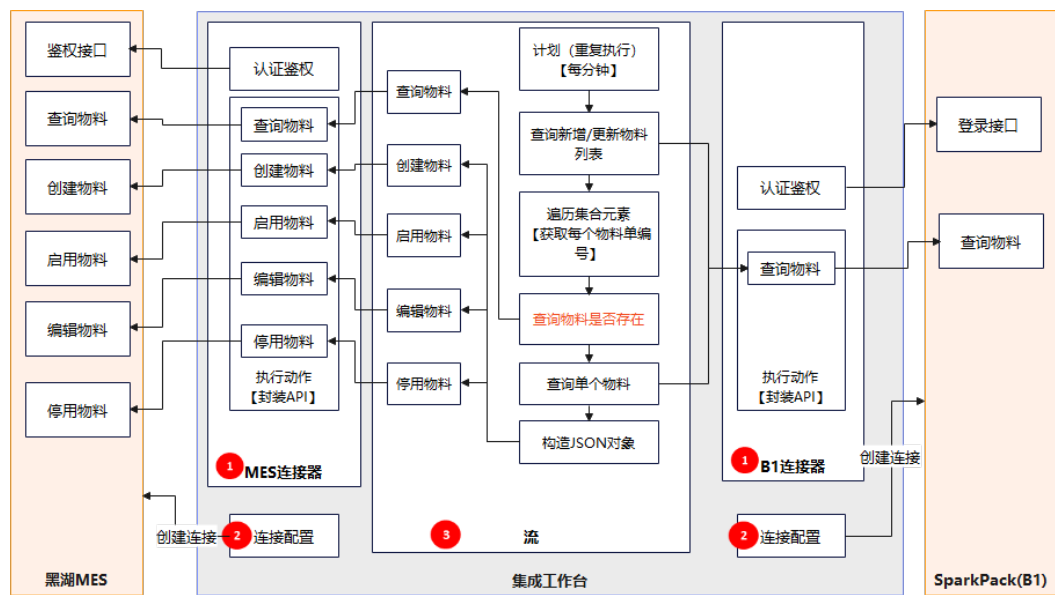 鉴权接口
查询物料
创建物料
启用物料
编辑物料
停用物料
黑湖MES
认证鉴权
查询物料
创建物料
启用物料
编辑物料
停用物料
执行动作
【封装API】
1
MES连接器
创建连接
2
连接配置
查询物料
创建物料
启用物料
编辑物料
停用物料
计划（重复执行）
【每分钟】
查询新增/更新物料
列表
遍历集合元素
【获取每个物料单编
号】
查询物料是否存在
查询单个物料
构造JSON对象
3
流
集成工作台
认证鉴权
查询物料
执行动作
【封装API】
1
B1连接器
2
连接配置
创建连接
登录接口
查询物料
SparkPack(B1)